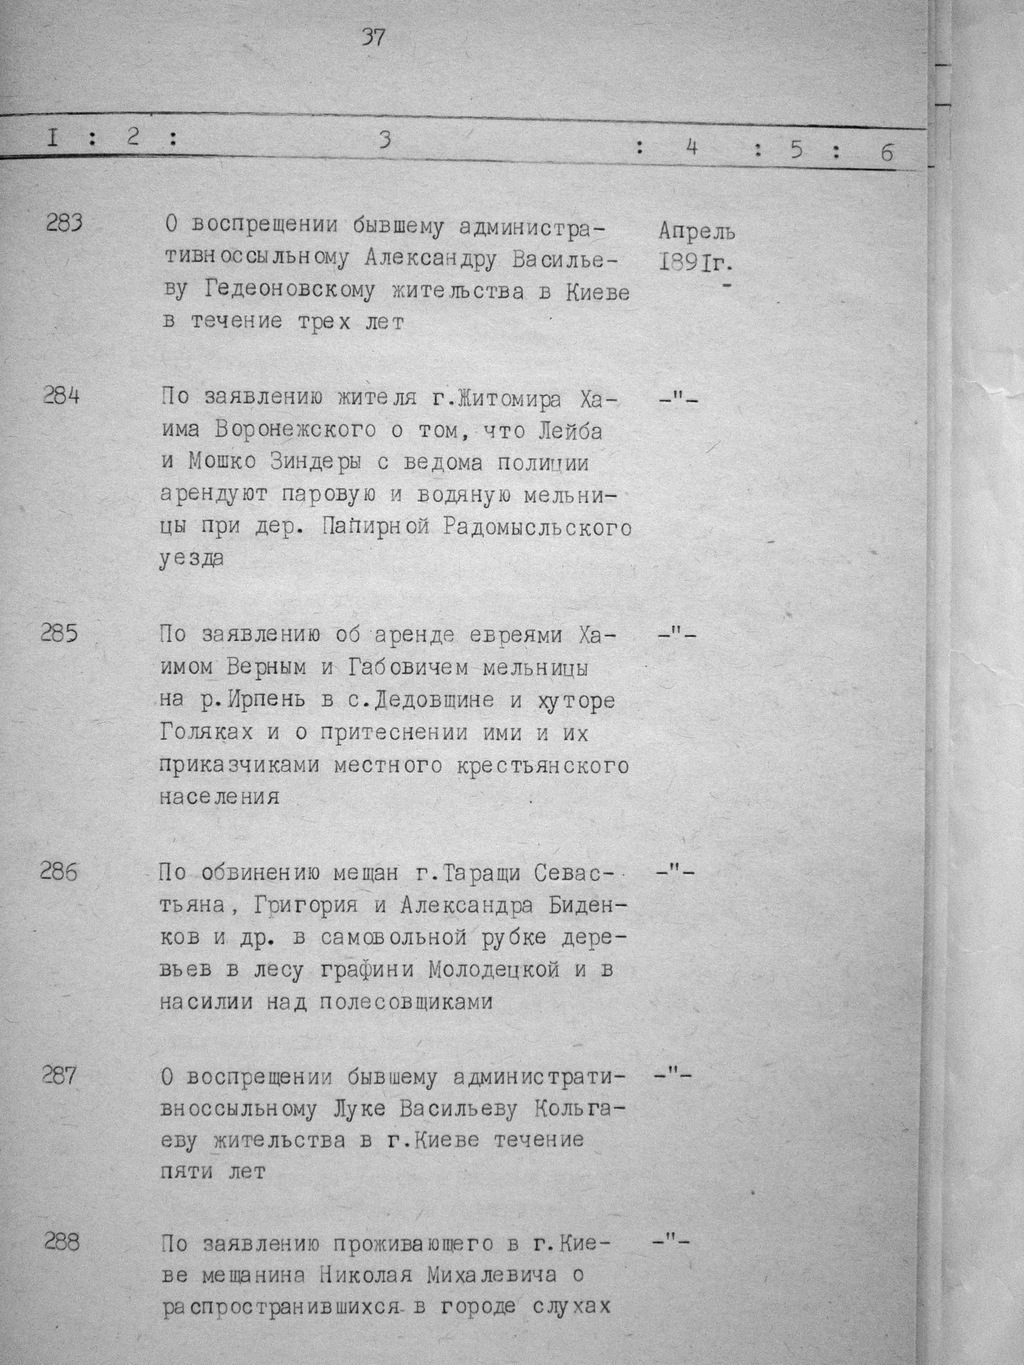 37
I : 2 : 3 : 4 : 5 : 6
283 О воспрещении бывшему администра- Апрель
тивноссыльному Александру Василье- 1891г.
ву Гедеоновскому жительства в Киеве -
в течение трех лет
284 По заявлению жителя г.Житомира Ха- -"-
има Воронежского о том, что Лейба
и Мошко Зиндеры с ведома полиции
арендуют паровую и водяную мельни-
цы при дер. Папирной Радомысльского
уезда
285 По заявлению об аренде евреями Ха- -"-
имом Верным и Габовичем мельницы
на р.Ирпень в с.Дедовщине и хуторе
Голяках и о притеснении ими и их
приказчиками местного крестьянского
населения
286 По обвинению мещан г.Таращи Севас- -"-
тьяна, Григория и Александра Биден-
ков и др. в самовольной рубке дере-
вьев в лесу графини Молодецкой и в
насилии над полесовщиками
287 О воспрещении бывшему администрати- -"-
вноссыльному Луке Васильеву Кольга-
еву жительства в г.Киеве течение
пяти лет
288 По заявлению проживающего в г.Кие- -"-
ве мещанина Николая Михалевича о
распространившихся в городе слухах